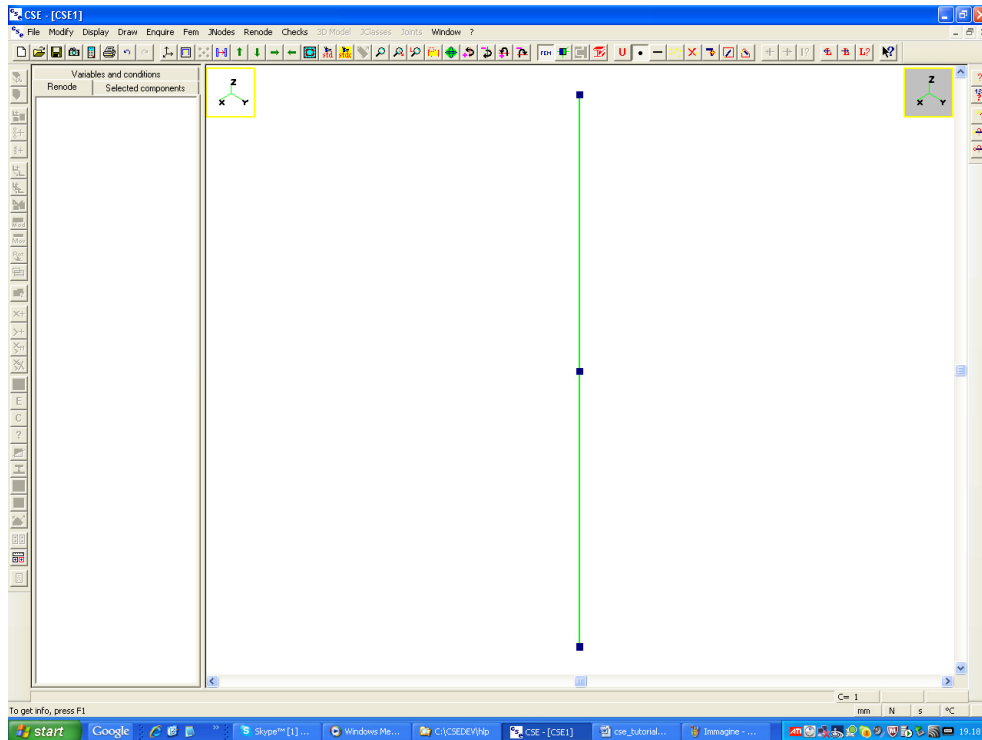 CSE - [CSE1]
File Modify Display Draw Enquire Fem JNodes Renode Checks 3D Model JClasses Joints Window ?
Variables and conditions
Renode Selected components
Z
X Y
Z
X Y
E
C
?
C= 1
To get info, press F1
mm N s °C
start Google Skype™ [1] ... Windows Me... C:\CSEDEV\hlp CSE - [CSE1] cse_tutorial... Immagine - ... 19.18